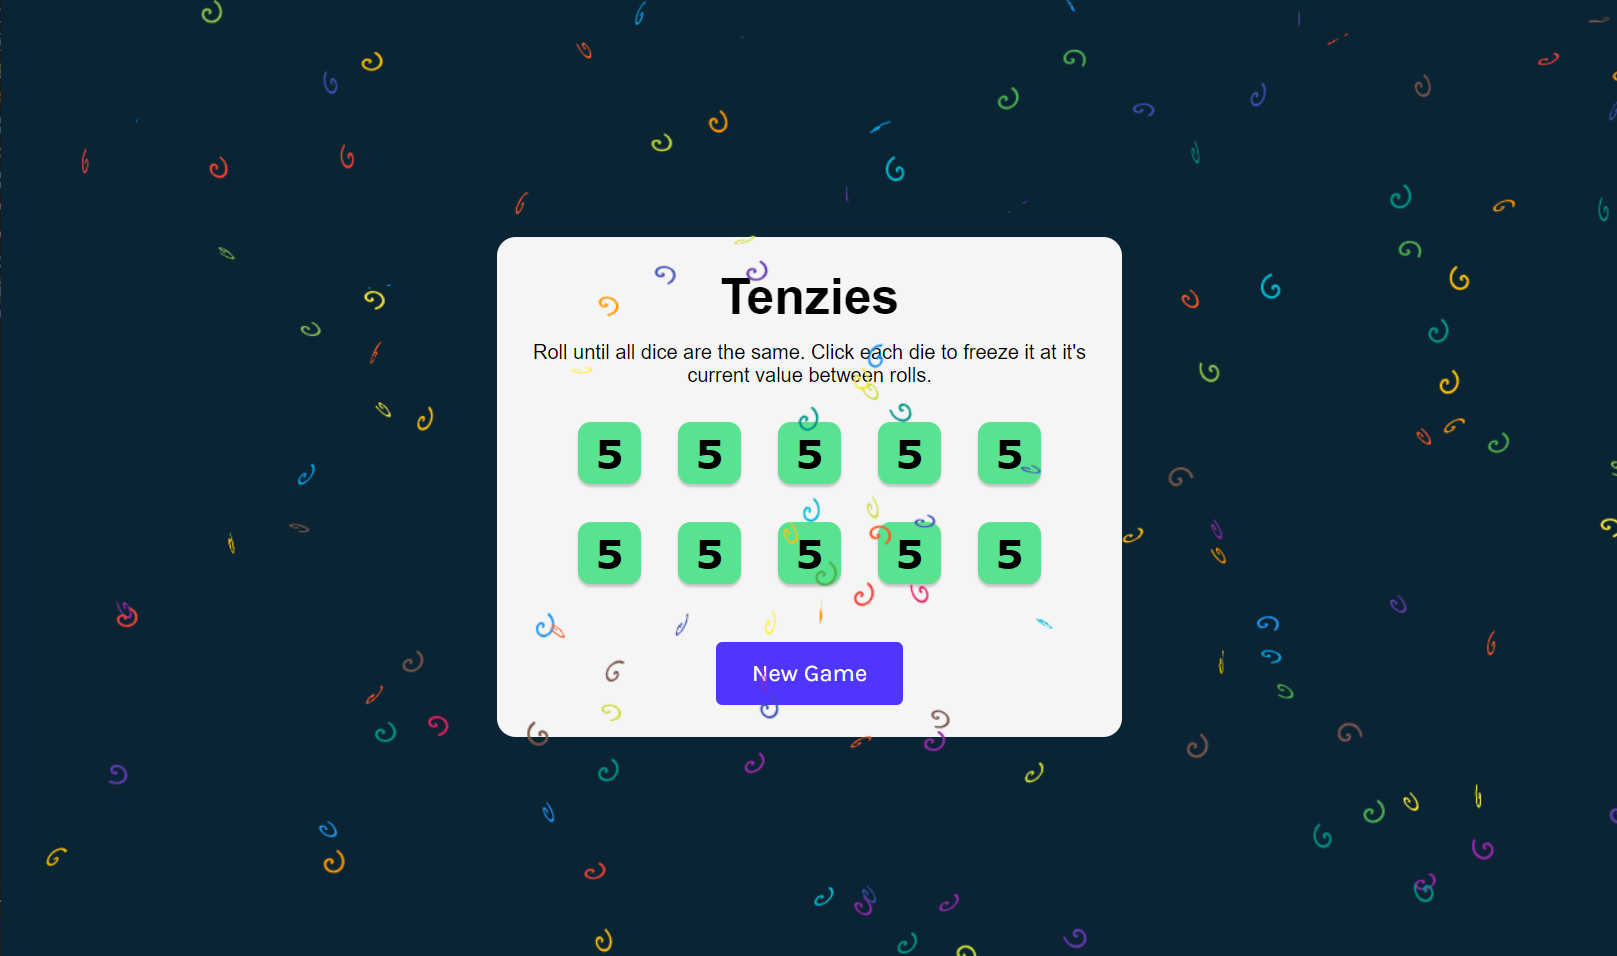 Tenzies
Roll until all dice are the same. Click each die to freeze it at it's
current value between rolls.
5 5 5 5 5
5 5 5 5 5
New Game